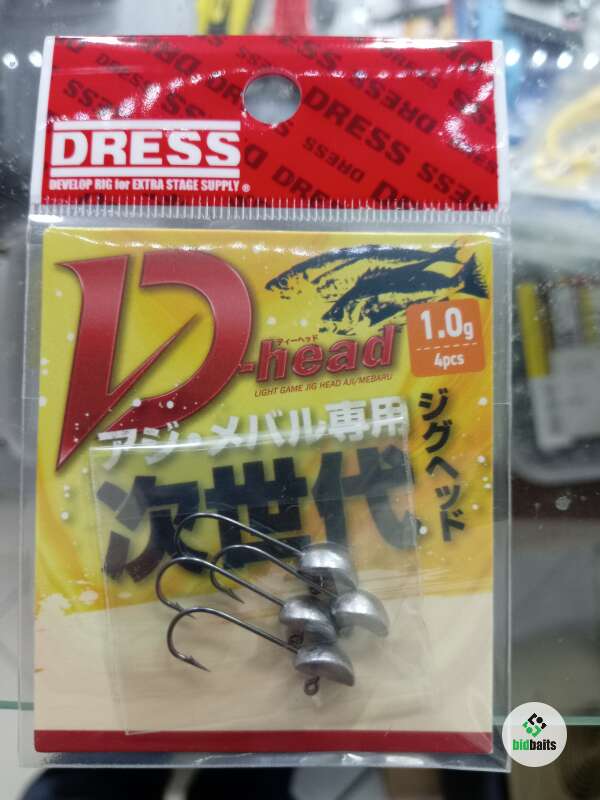 DRESS
DEVELOP RIG for EXTRA STAGE SUPPLY ®
D-head
ディーヘッド
LIGHT GAME JIG HEAD AJI/MEBARU
1.0g
4pcs
アジ・メバル専用
次世代
ジグヘッド
bidbaits